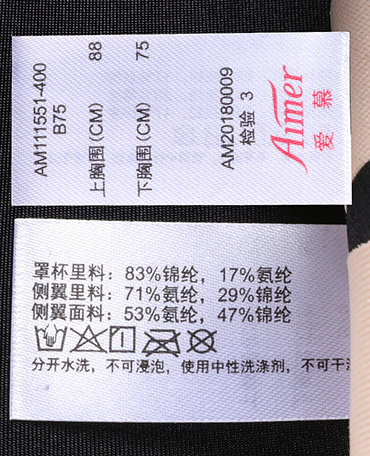 AM111551-400
B75
上胸围(CM) 88
下胸围(CM) 75
AM20180009
检验 3
Aimer
爱慕
罩杯里料：83%锦纶，17%氨纶
侧翼里料：71%氨纶，29%锦纶
侧翼面料：53%氨纶，47%锦纶
分开水洗，不可浸泡，使用中性洗涤剂，不可干